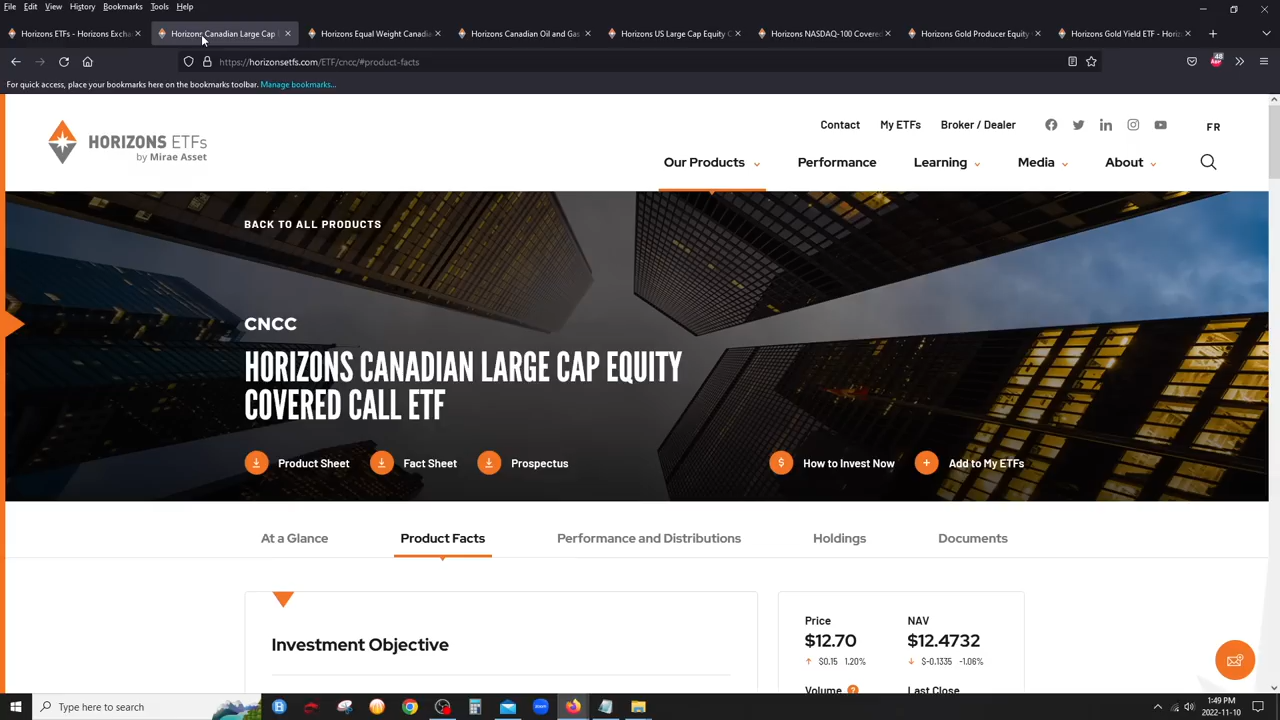 File Edit View History Bookmarks Tools Help
Horizons ETFs - Horizons Excha
Horizons Canadian Large Cap
Horizons Equal Weight Canadia
Horizons Canadian Oil and Gas
Horizons US Large Cap Equity C
Horizons NASDAQ-100 Covered
Horizons Gold Producer Equity
Horizons Gold Yield ETF - Horiz
https://horizonsetfs.com/ETF/cncc/#product-facts
48
For quick access, place your bookmarks here on the bookmarks toolbar. Manage bookmarks...
HORIZONS ETFs
by Mirae Asset
Contact My ETFs Broker / Dealer
FR
Our Products Performance Learning Media About
BACK TO ALL PRODUCTS
CNCC
HORIZONS CANADIAN LARGE CAP EQUITY
COVERED CALL ETF
Product Sheet Fact Sheet Prospectus
How to Invest Now Add to My ETFs
At a Glance Product Facts Performance and Distributions Holdings Documents
Investment Objective
Price NAV
$12.70 $12.4732
$0.15 1.20% $-0.1335 -1.06%
Volume ? Last Close
Type here to search
1:49 PM
2022-11-10